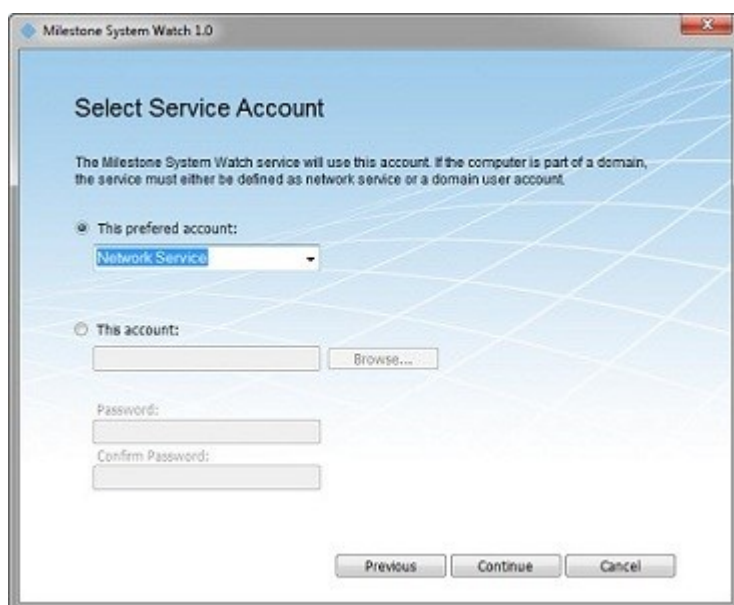 Milestone System Watch 1.0
Select Service Account
The Milestone System Watch service will use this account. If the computer is part of a domain,
the service must either be defined as network service or a domain user account.
This prefered account:
Network Service
This account:
Browse...
Password:
Confirm Password:
Previous Continue Cancel